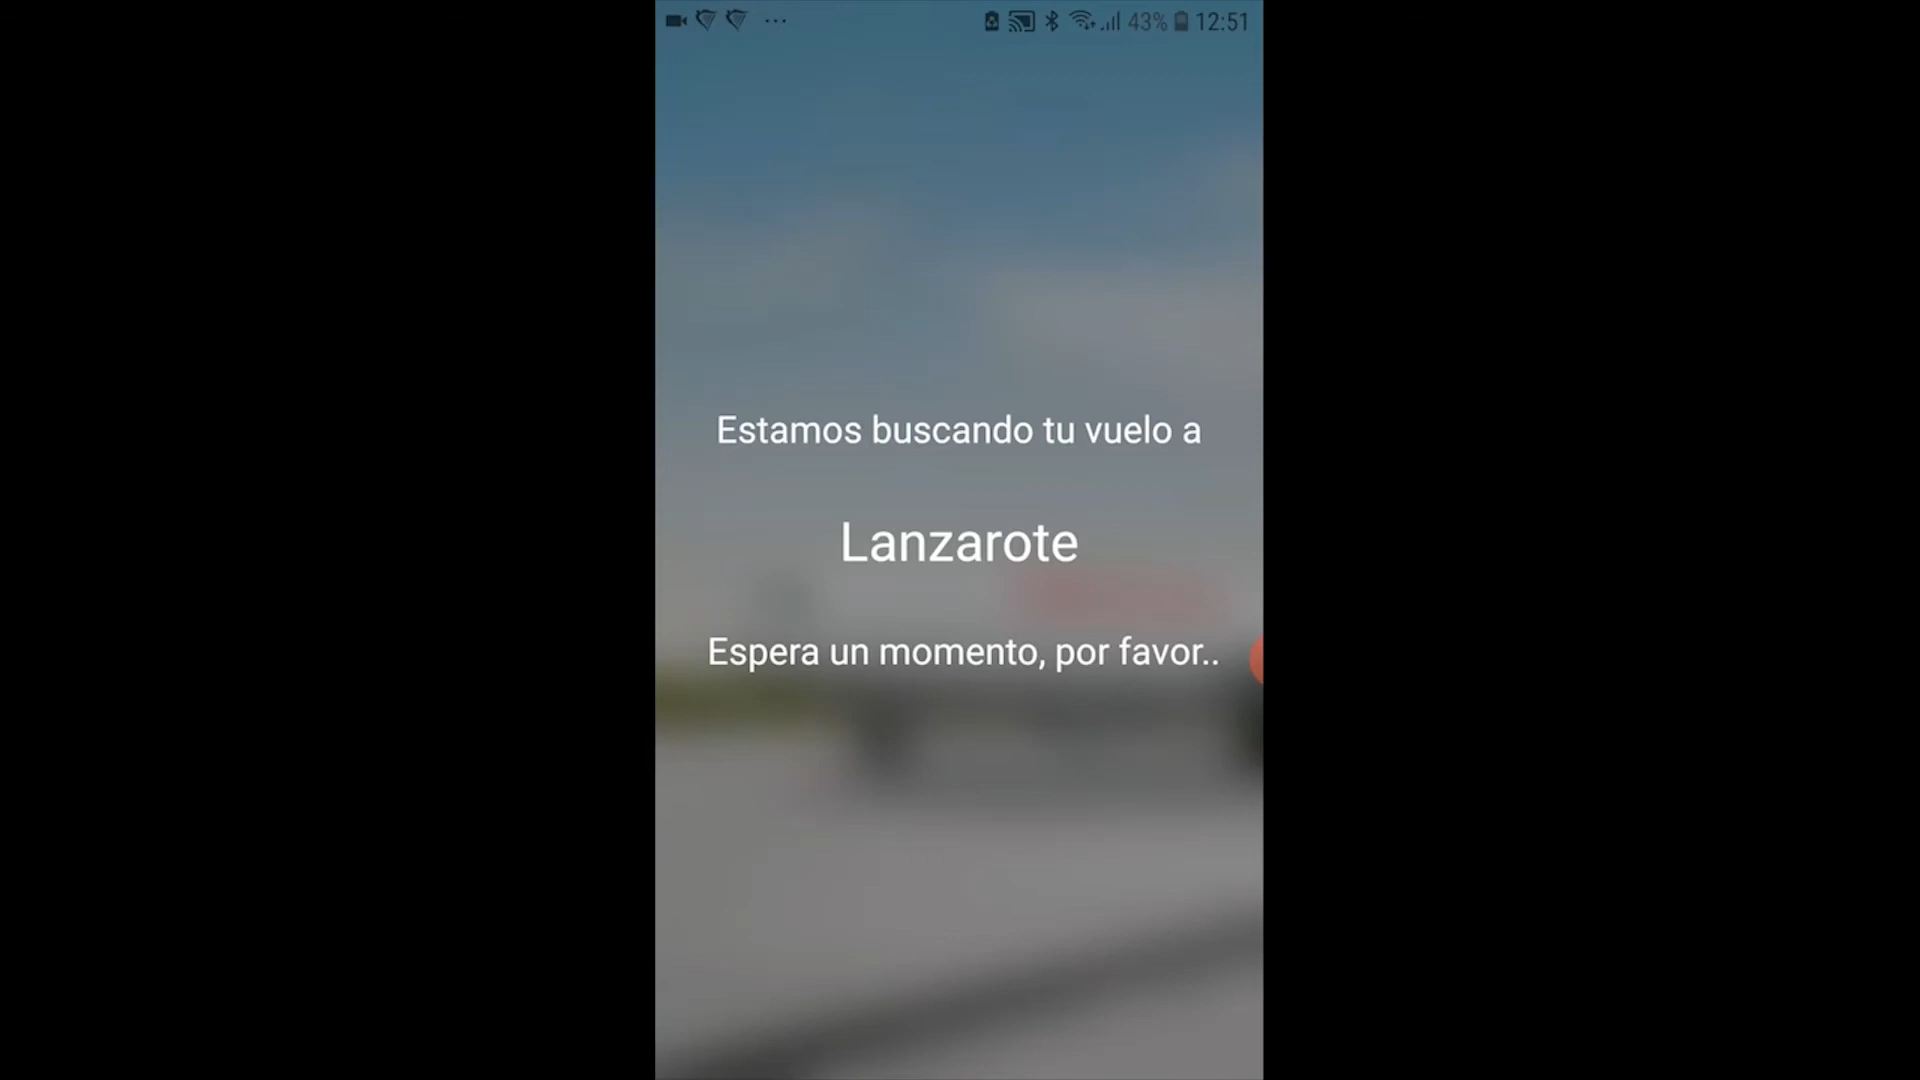 43% 12:51
Estamos buscando tu vuelo a
Lanzarote
Espera un momento, por favor..